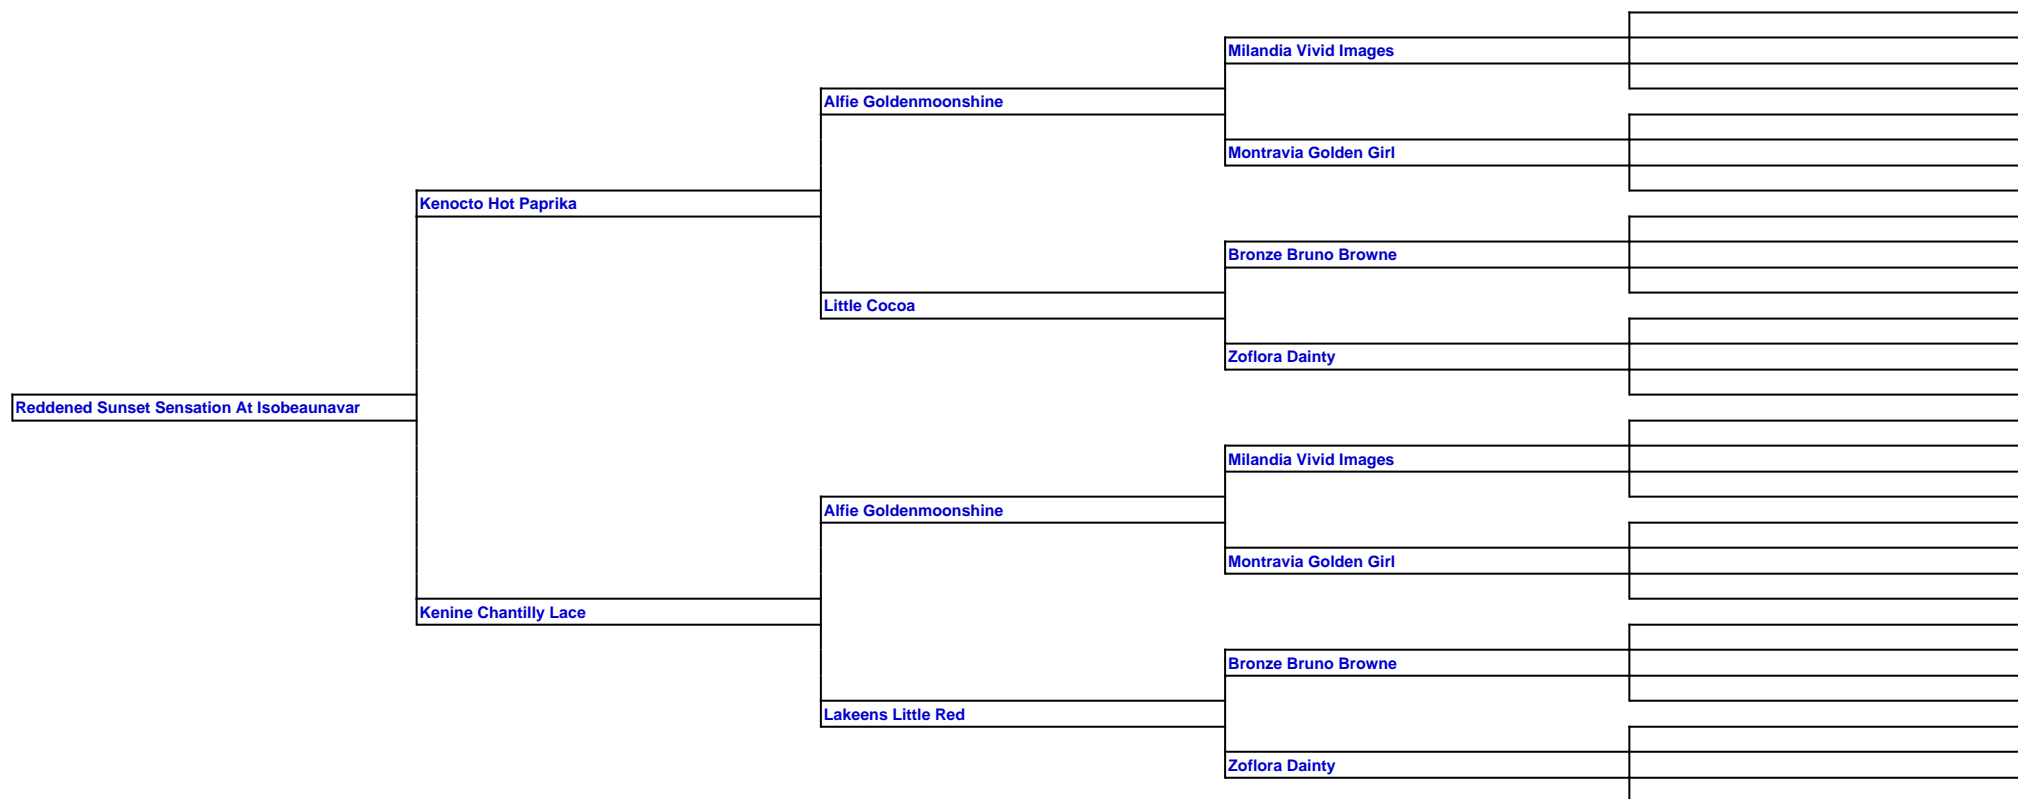 Milandia Vivid Images
Alfie Goldenmoonshine
Montravia Golden Girl
Kenocto Hot Paprika
Bronze Bruno Browne
Little Cocoa
Zoflora Dainty
Reddened Sunset Sensation At Isobeaunavar
Milandia Vivid Images
Alfie Goldenmoonshine
Montravia Golden Girl
Kenine Chantilly Lace
Bronze Bruno Browne
Lakeens Little Red
Zoflora Dainty